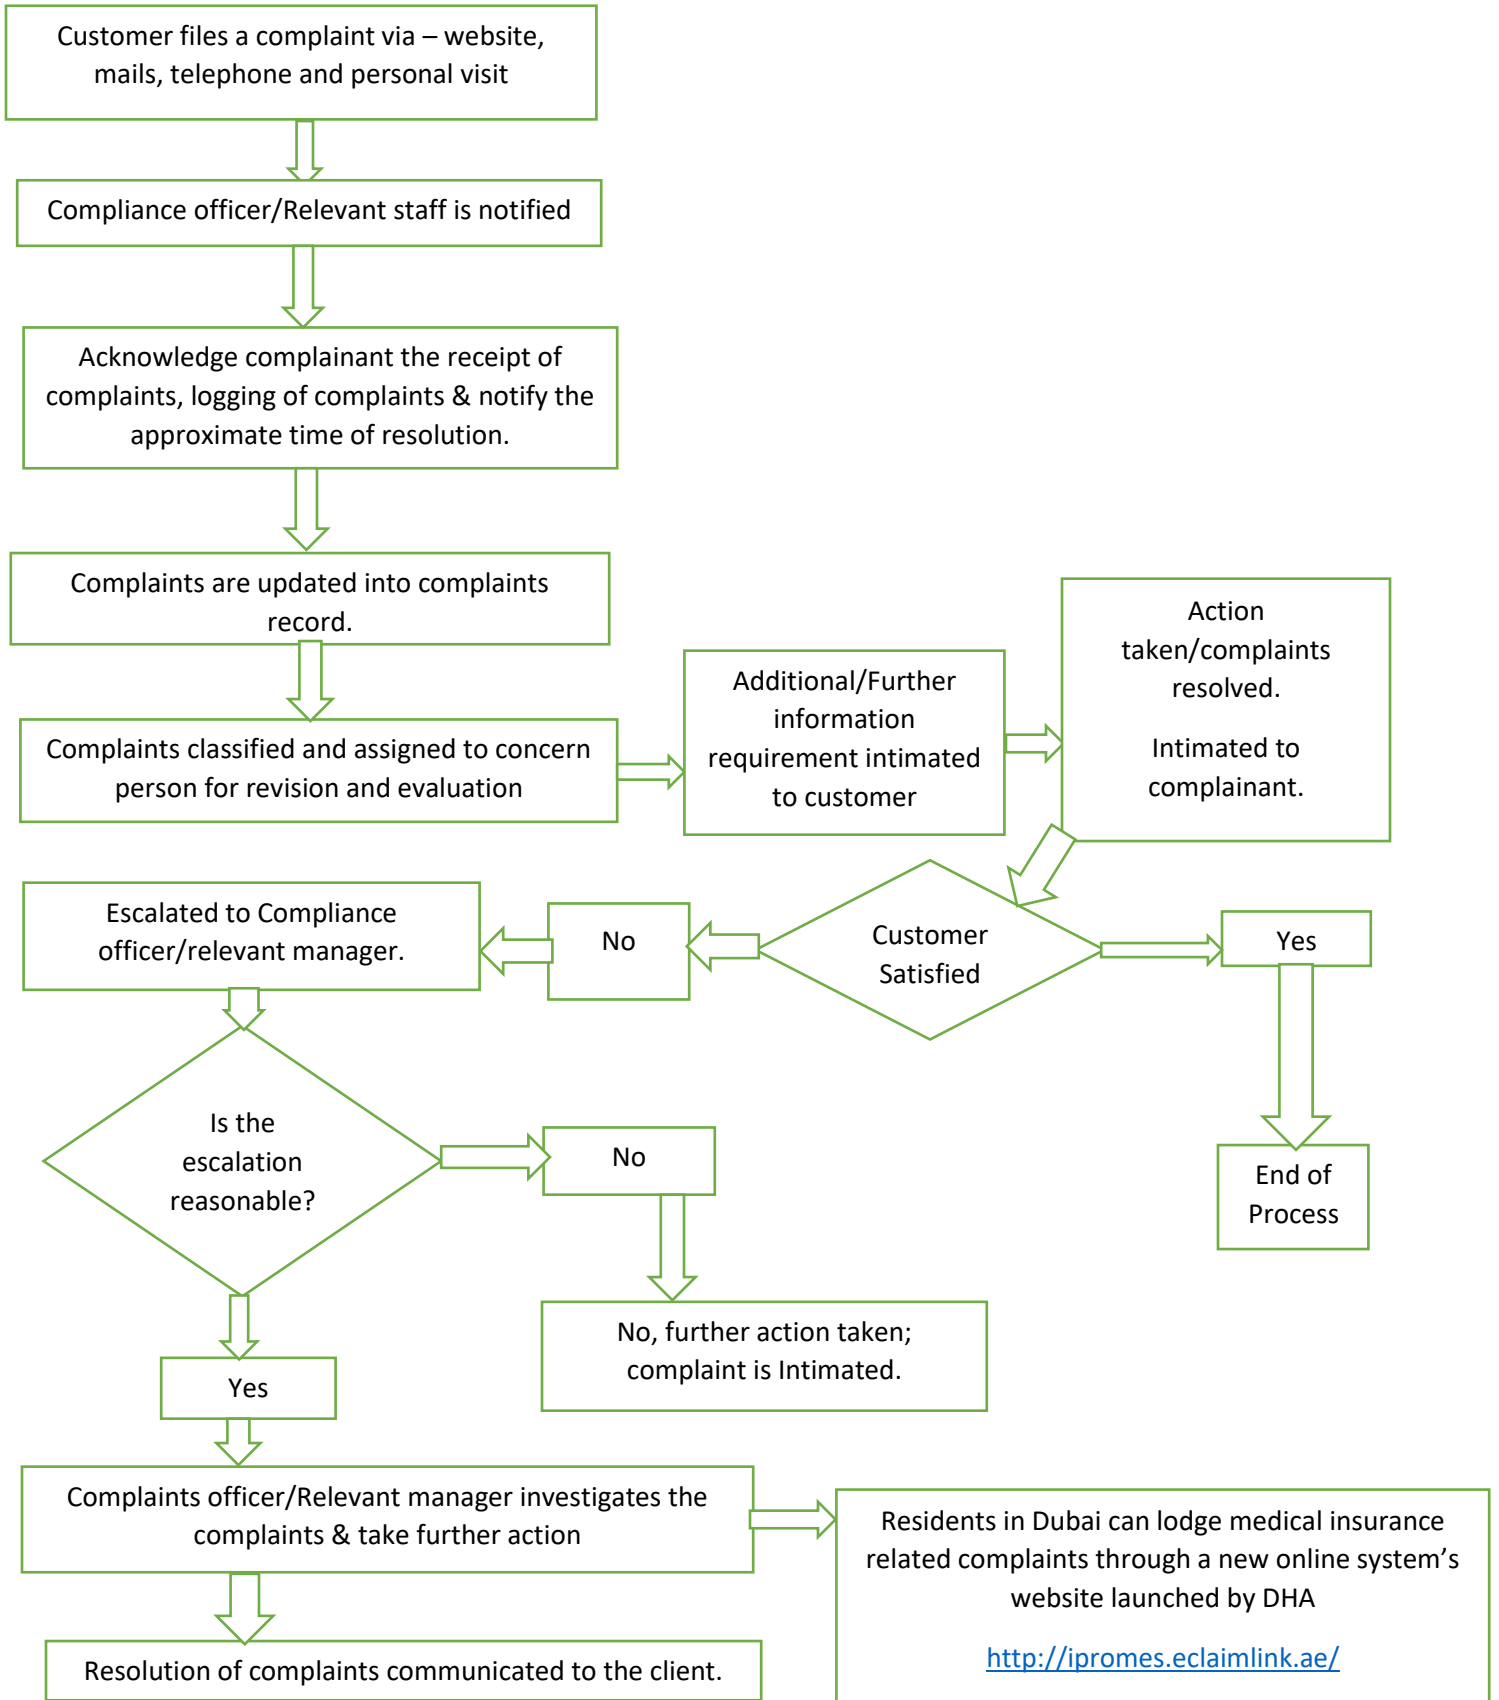 Customer files a complaint via – website,
mails, telephone and personal visit
Compliance officer/Relevant staff is notified
Acknowledge complainant the receipt of
complaints, logging of complaints & notify the
approximate time of resolution.
Complaints are updated into complaints
record.
Complaints classified and assigned to concern
person for revision and evaluation
Additional/Further
information
requirement intimated
to customer
Action
taken/complaints
resolved.
Intimated to
complainant.
Customer
Satisfied
Yes
End of
Process
No
Escalated to Compliance
officer/relevant manager.
Is the
escalation
reasonable?
No
No, further action taken;
complaint is Intimated.
Yes
Complaints officer/Relevant manager investigates the
complaints & take further action
Residents in Dubai can lodge medical insurance
related complaints through a new online system’s
website launched by DHA
http://ipromes.eclaimlink.ae/
Resolution of complaints communicated to the client.